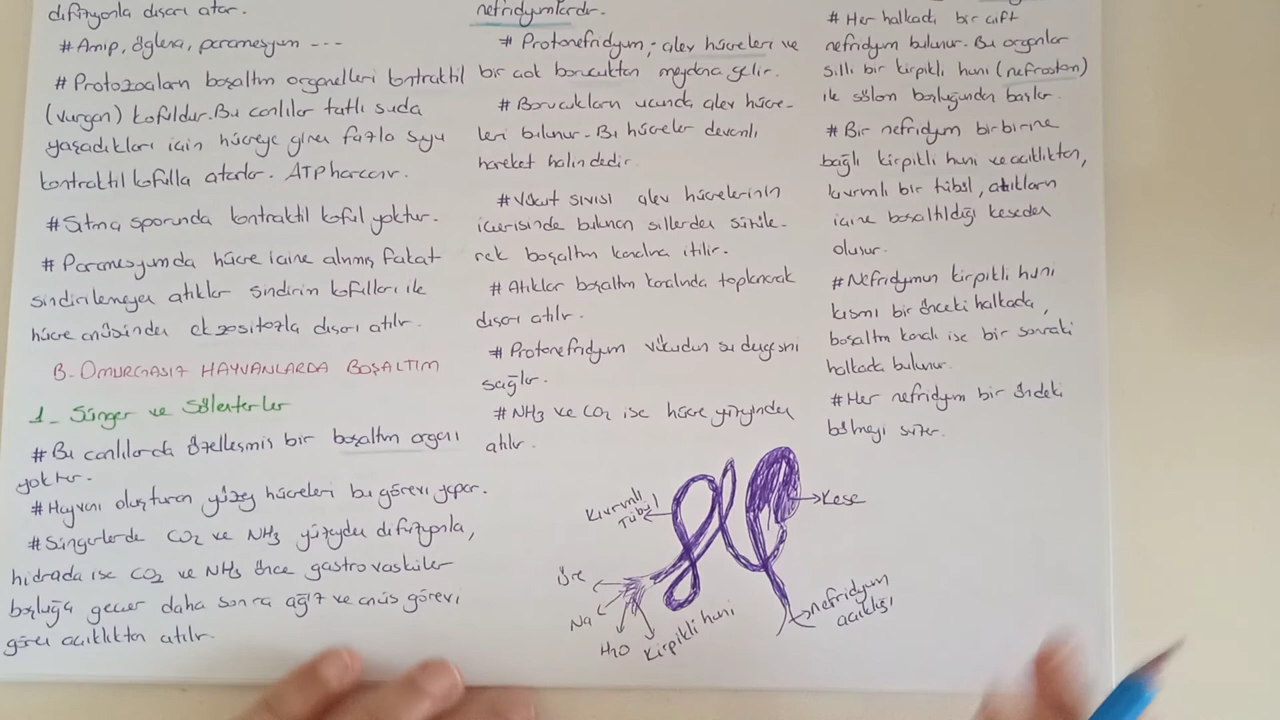 difüzyonla dışarı atar.
# Amip, öglena, paramesyum ---
# Protozoaların boşaltım organelleri kontraktil
(vurgan) kofuldur. Bu canlılar tatlı suda
yaşadıkları için hücreye giren fazla suyu
kontraktil kofulla atarlar. ATP harcanır.
# Sıtma sporunda kontraktil koful yoktur.
# Paramesyumda hücre içine alınmış fakat
sindirilemeyen atıklar sindirim kofulları ile
hücre anüsünden ekzositozla dışarı atılır.
B- OMURGASIZ HAYVANLARDA BOŞALTIM
1- Sünger ve Sölenterler
# Bu canlılarda özelleşmiş bir boşaltım organı
yoktur.
# Hayvanı oluşturan yüzey hücreleri bu görevi yapar.
# Süngerlerde CO2 ve NH3 yüzeyden difüzyonla,
hidrada ise CO2 ve NH3 önce gastrovasküler
boşluğa geçer daha sonra ağız ve anüs görevi
gören açıklıktan atılır.
nefridyumlardır.
# Protonefridyum; alev hücreleri ve
bir çok borucuktan meydana gelir.
# Borucukların ucunda alev hücre-
leri bulunur. Bu hücreler devamlı
hareket halindedir.
# Vücut sıvısı alev hücrelerinin
içerisinde bulunan sillerden süzüle-
rek boşaltım kanalına itilir.
# Atıklar boşaltım kanalında toplanarak
dışarı atılır.
# Protonefridyum vücudun su dengesini
sağlar.
# NH3 ve CO2 ise hücre yüzeyinden
atılır.
# Her halkada bir çift
nefridyum bulunur. Bu organlar
silli bir kirpikli huni (nefrostom)
ile sölom boşluğundan başlar.
# Bir nefridyum birbirine
bağlı kirpikli huni ve açıklıktan,
kıvrımlı bir tübül, atıkların
içine boşaltıldığı keseden
oluşur.
# Nefridyumun kirpikli huni
kısmı bir önceki halkada,
boşaltım kanalı ise bir sonraki
halkada bulunur.
# Her nefridyum bir öndeki
bölmeyi süzer.
Kıvrımlı
Tübül
Kese
Üre
Na
H2O
Kirpikli huni
nefridyum
açıklığı